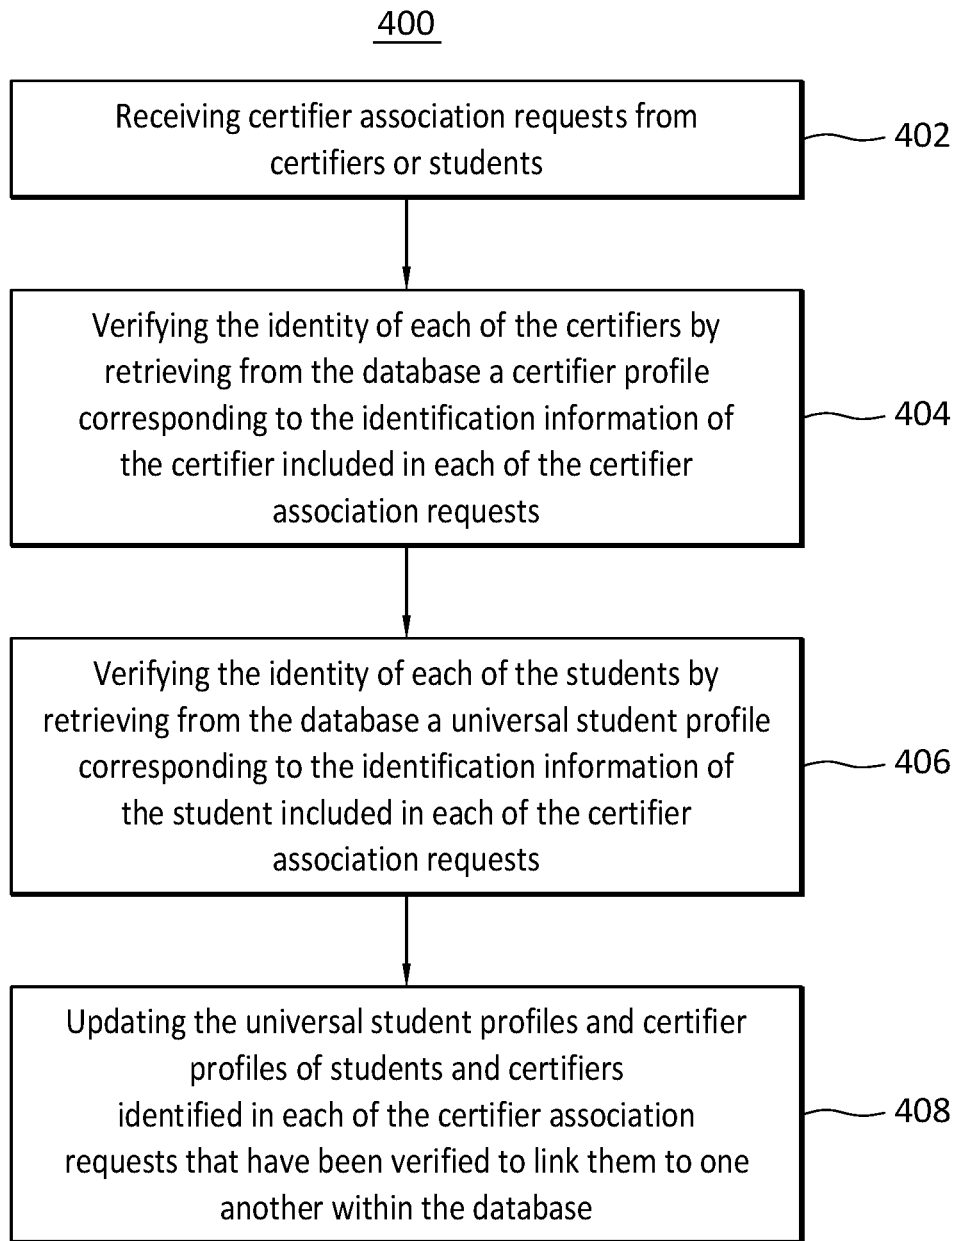 400
Receiving certifier association requests from
certifiers or students
402
Verifying the identity of each of the certifiers by
retrieving from the database a certifier profile
corresponding to the identification information of
the certifier included in each of the certifier
association requests
404
Verifying the identity of each of the students by
retrieving from the database a universal student profile
corresponding to the identification information of
the student included in each of the certifier
association requests
406
Updating the universal student profiles and certifier
profiles of students and certifiers
identified in each of the certifier association
requests that have been verified to link them to one
another within the database
408